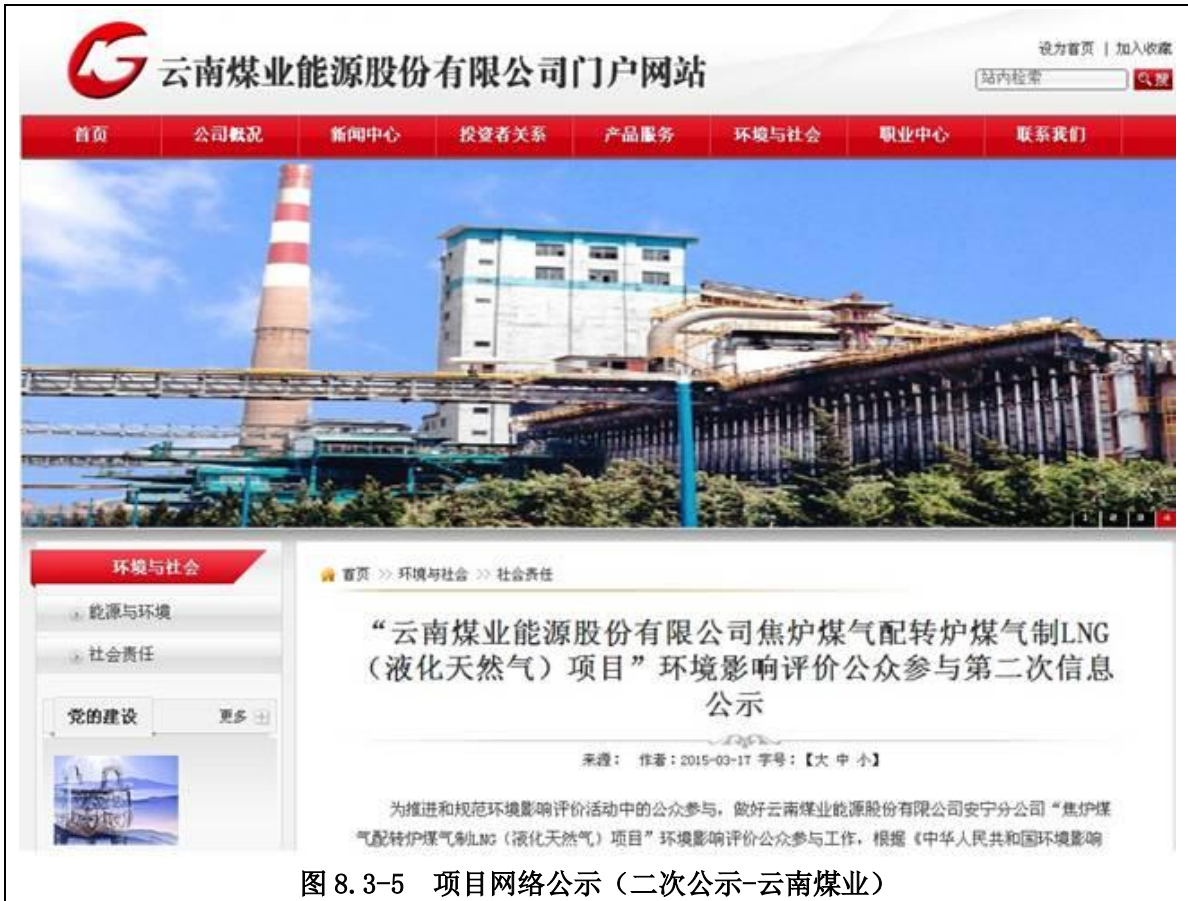 设为首页 | 加入收藏
云南煤业能源股份有限公司门户网站
站内检索 搜
首页 公司概况 新闻中心 投资者关系 产品服务 环境与社会 职业中心 联系我们
1 2 3 4
环境与社会
能源与环境
社会责任
党的建设 更多
首页 >> 环境与社会 >> 社会责任
“云南煤业能源股份有限公司焦炉煤气配转炉煤气制LNG
（液化天然气）项目”环境影响评价公众参与第二次信息
公示
来源： 作者：2015-03-17 字号：【大 中 小】
为推进和规范环境影响评价活动中的公众参与，做好云南煤业能源股份有限公司安宁分公司“焦炉煤
气配转炉煤气制LNG（液化天然气）项目”环境影响评价公众参与工作，根据《中华人民共和国环境影响
图 8.3-5 项目网络公示（二次公示-云南煤业）